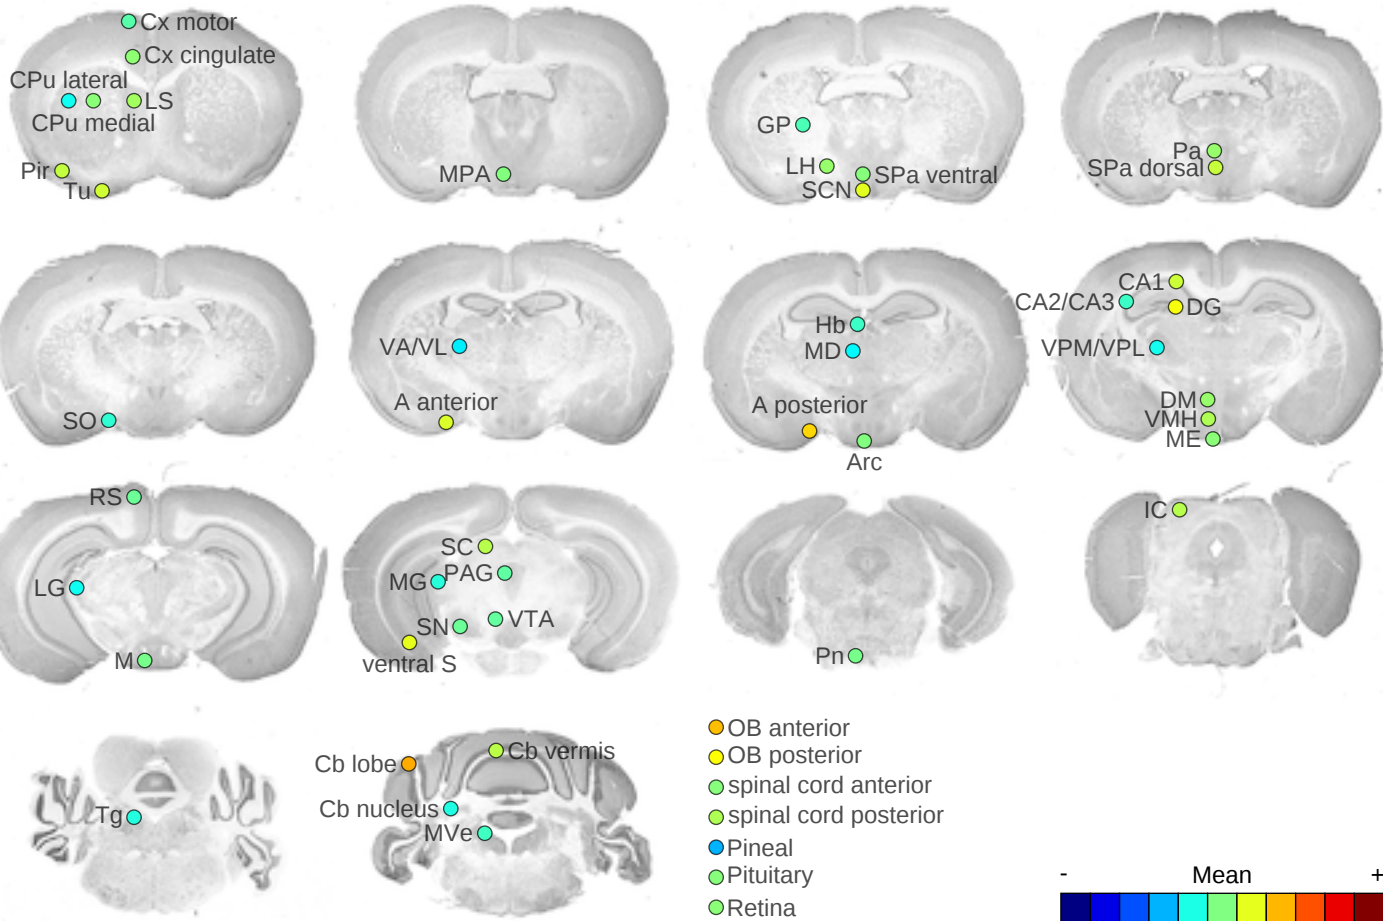 Cx motor
Cx cingulate
CPu lateral
LS
CPu medial
Pir
Tu
MPA
GP
LH
SPa ventral
SCN
Pa
SPa dorsal
SO
VA/VL
A anterior
Hb
MD
A posterior
Arc
CA1
CA2/CA3
DG
VPM/VPL
DM
VMH
ME
RS
LG
M
SC
PAG
MG
SN
VTA
ventral S
Pn
IC
Tg
Cb lobe
Cb vermis
Cb nucleus
MVe
OB anterior
OB posterior
spinal cord anterior
spinal cord posterior
Pineal
Pituitary
Retina
- Mean +